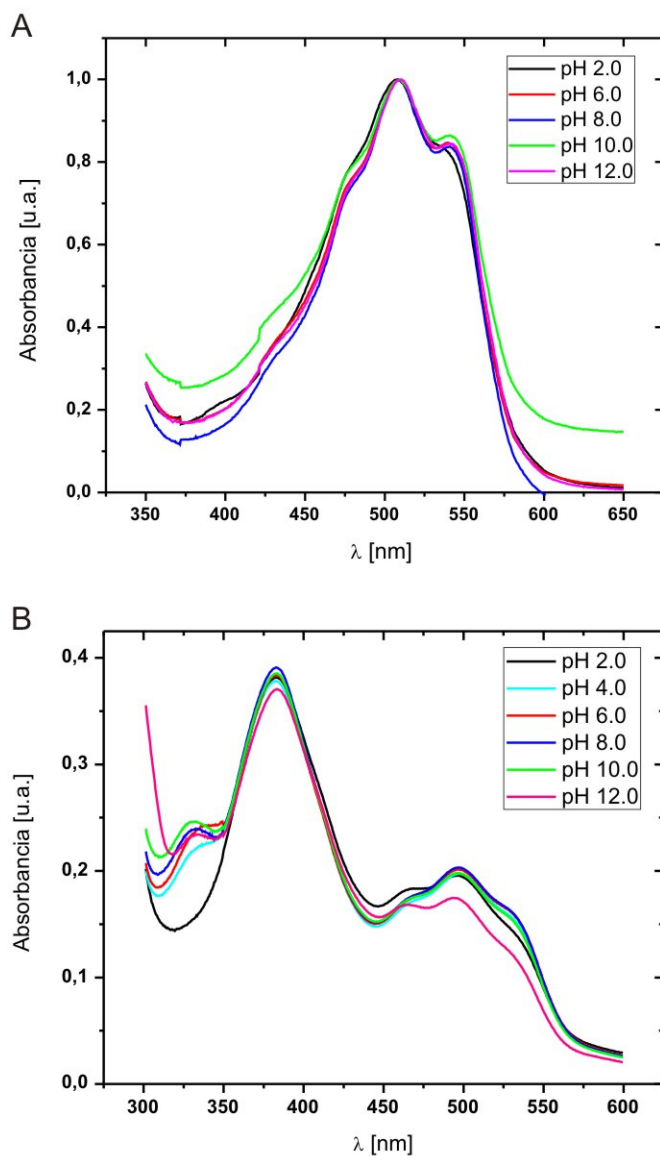 A
Absorbancia [u.a.]
1,0
0,8
0,6
0,4
0,2
0,0
pH 2.0
pH 6.0
pH 8.0
pH 10.0
pH 12.0
350 400 450 500 550 600 650
λ [nm]
B
Absorbancia [u.a.]
0,4
0,3
0,2
0,1
0,0
pH 2.0
pH 4.0
pH 6.0
pH 8.0
pH 10.0
pH 12.0
300 350 400 450 500 550 600
λ [nm]